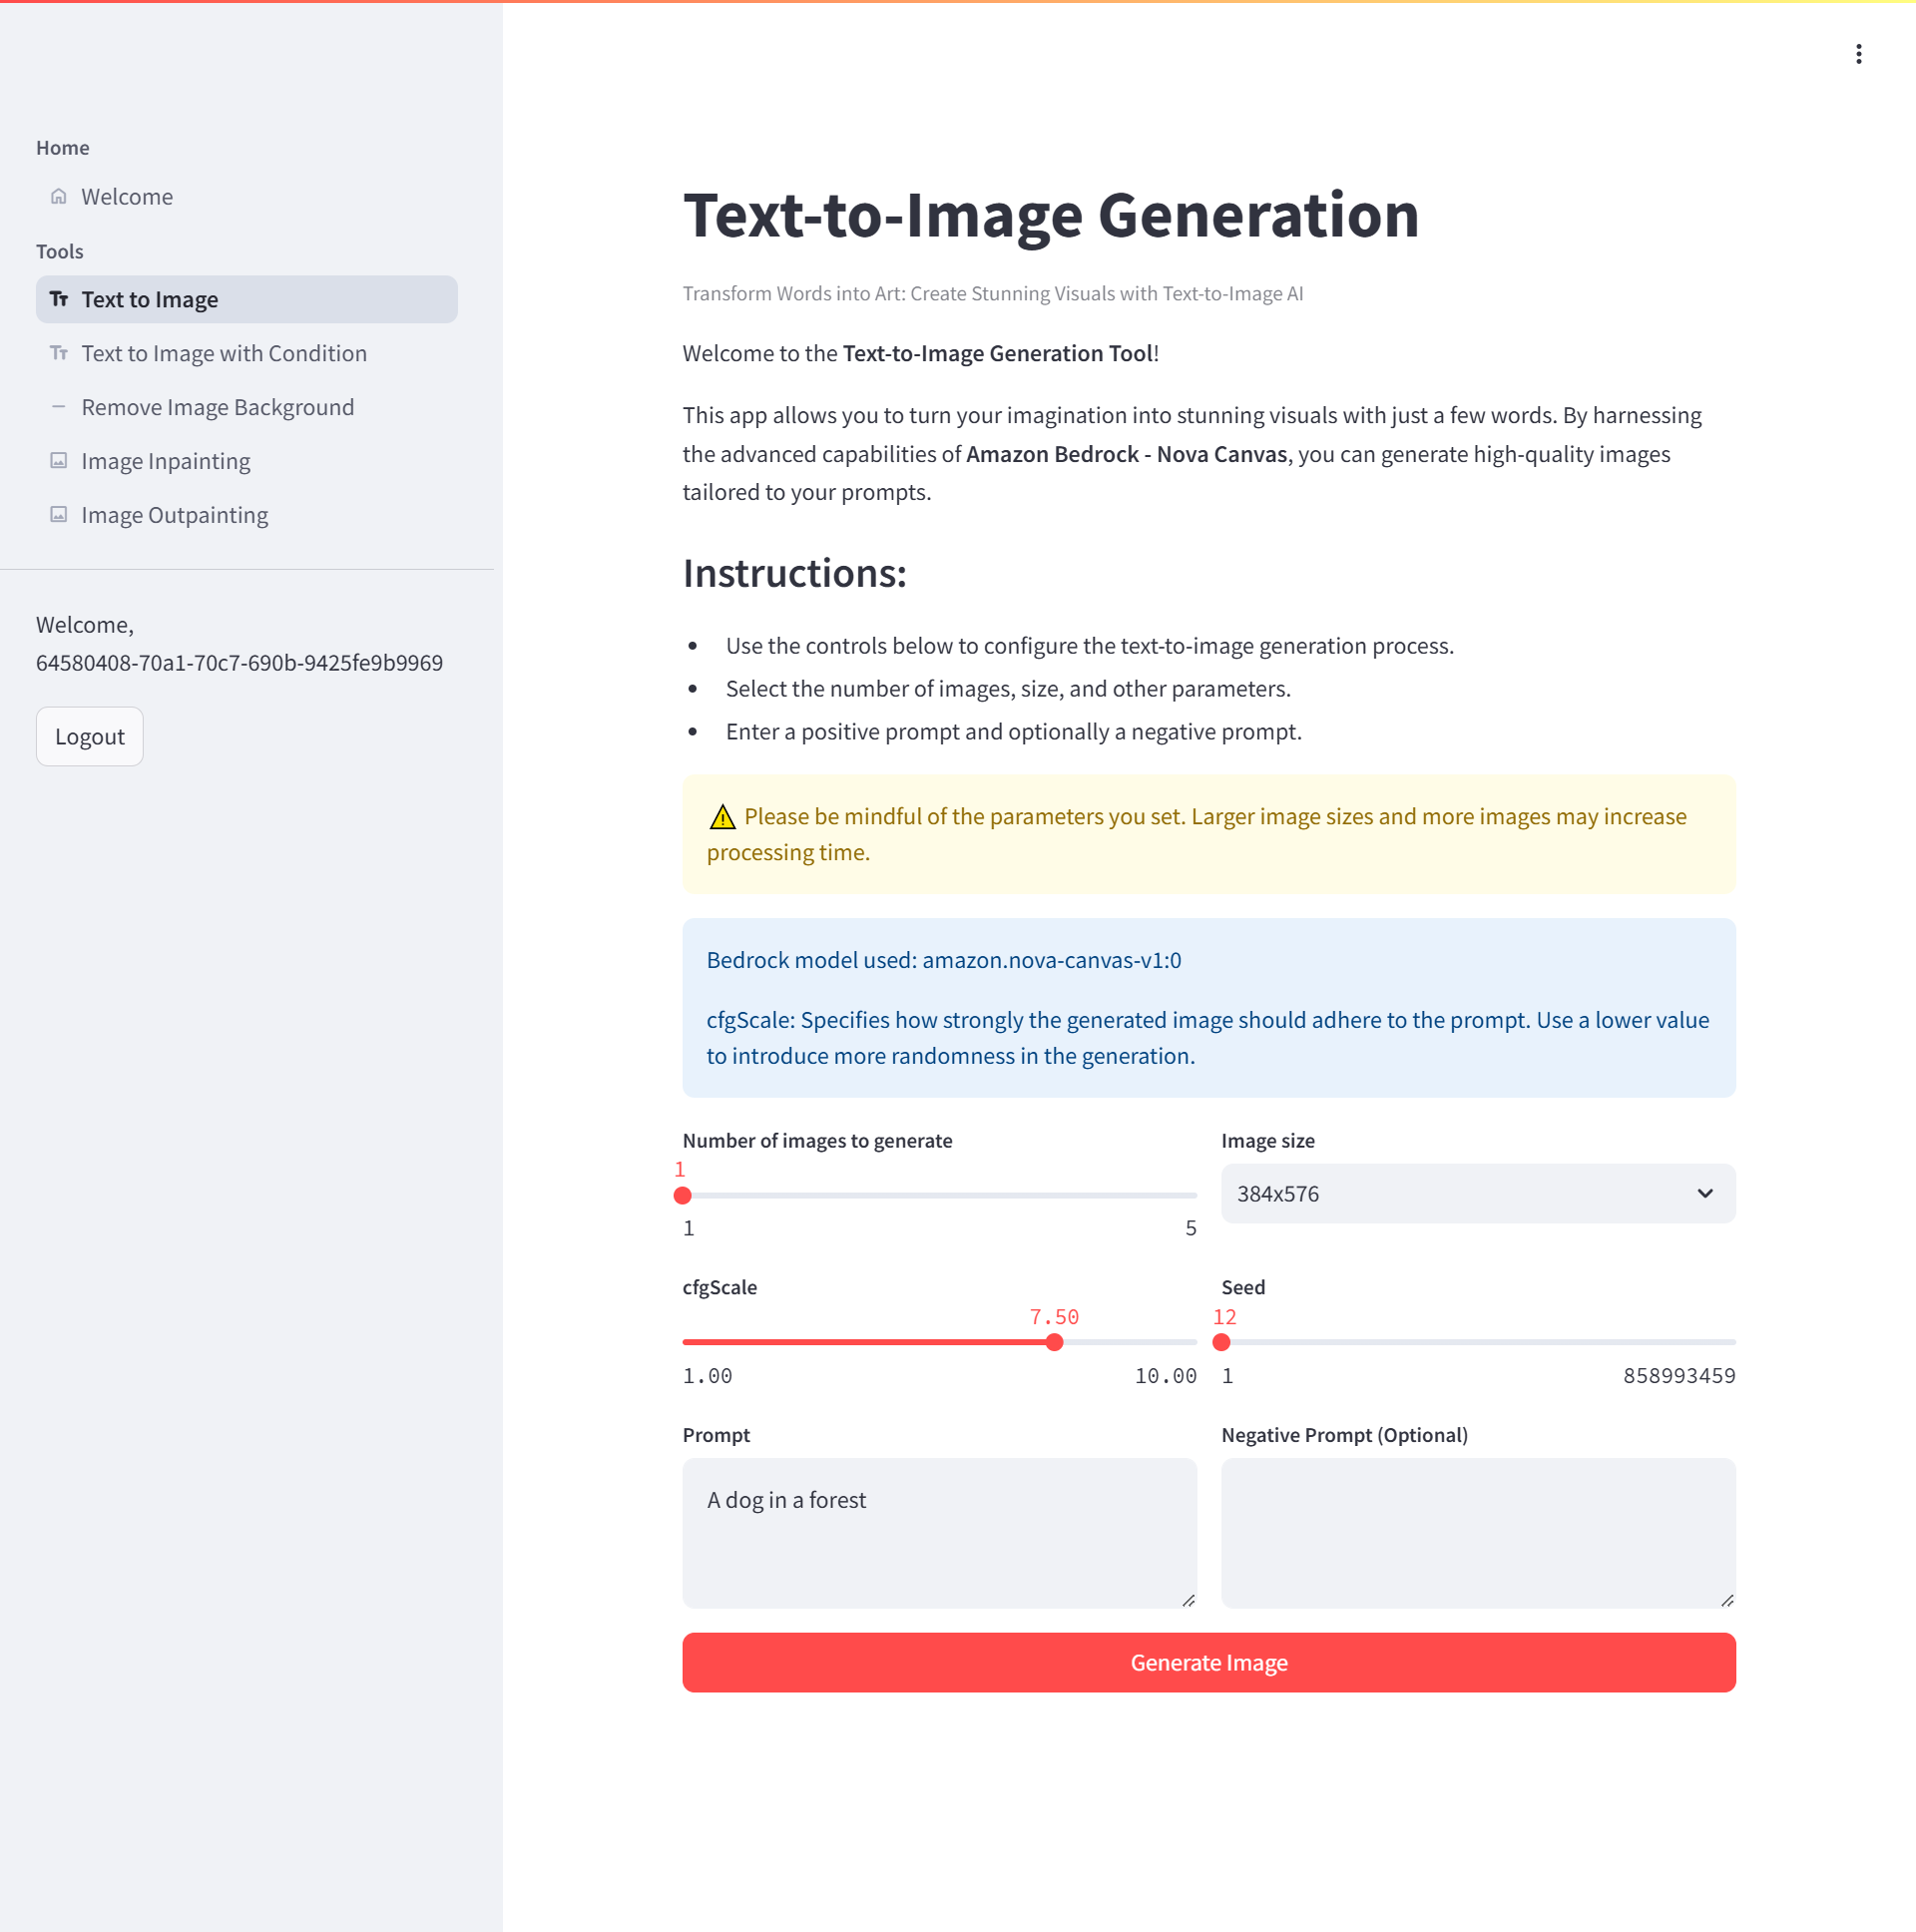 Home
Welcome
Tools
Text to Image
Text to Image with Condition
Remove Image Background
Image Inpainting
Image Outpainting
Welcome,
64580408-70a1-70c7-690b-9425fe9b9969
Logout
Text-to-Image Generation
Transform Words into Art: Create Stunning Visuals with Text-to-Image AI
Welcome to the Text-to-Image Generation Tool!
This app allows you to turn your imagination into stunning visuals with just a few words. By harnessing
the advanced capabilities of Amazon Bedrock - Nova Canvas, you can generate high-quality images
tailored to your prompts.
Instructions:
• Use the controls below to configure the text-to-image generation process.
• Select the number of images, size, and other parameters.
• Enter a positive prompt and optionally a negative prompt.
⚠️ Please be mindful of the parameters you set. Larger image sizes and more images may increase
processing time.
Bedrock model used: amazon.nova-canvas-v1:0
cfgScale: Specifies how strongly the generated image should adhere to the prompt. Use a lower value
to introduce more randomness in the generation.
Number of images to generate
1
1 5
Image size
384x576
cfgScale
7.50
1.00 10.00
Seed
12
1 858993459
Prompt
A dog in a forest
Negative Prompt (Optional)
Generate Image